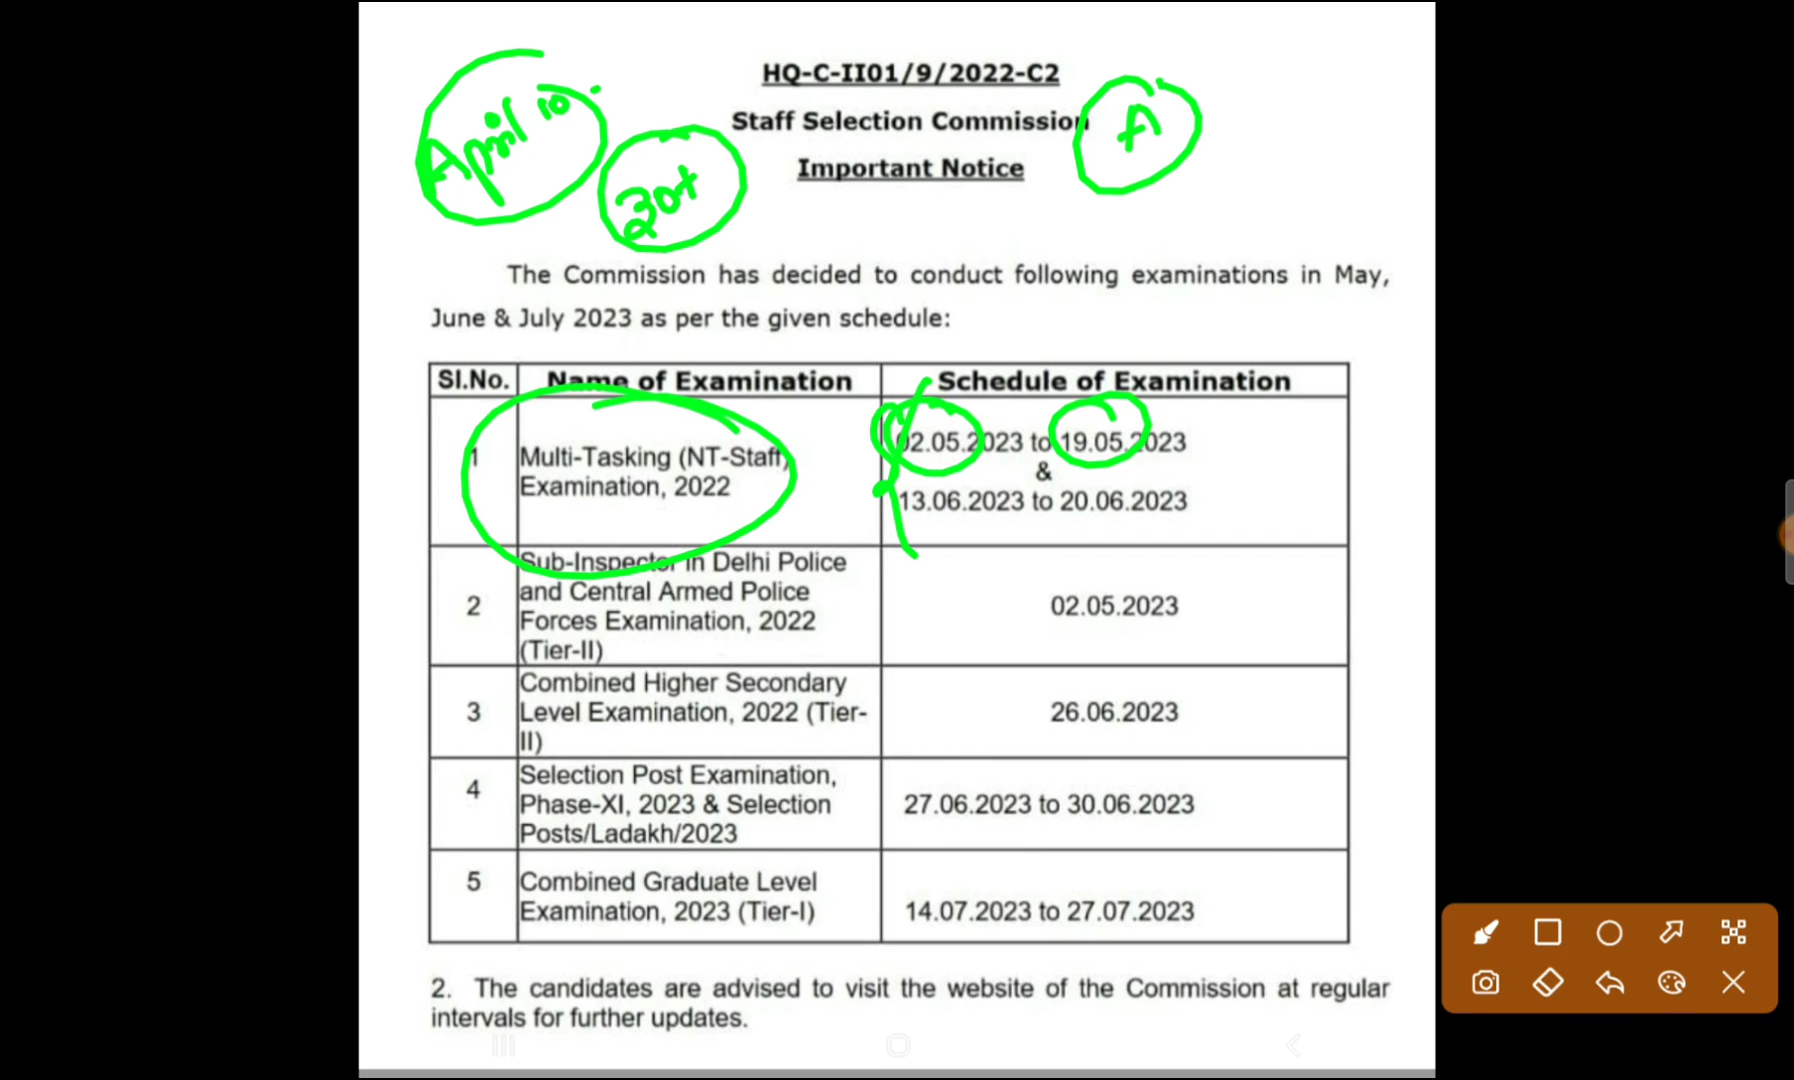 HQ-C-II01/9/2022-C2
April 10.
Staff Selection Commission
A
Important Notice
30+
The Commission has decided to conduct following examinations in May,
June & July 2023 as per the given schedule:
Sl.No. Name of Examination Schedule of Examination
1 Multi-Tasking (NT-Staff) Examination, 2022
02.05.2023 to 19.05.2023
&
13.06.2023 to 20.06.2023
2
Sub-Inspector in Delhi Police
and Central Armed Police
Forces Examination, 2022
(Tier-II)
02.05.2023
3
Combined Higher Secondary
Level Examination, 2022 (Tier-
II)
26.06.2023
4
Selection Post Examination,
Phase-XI, 2023 & Selection
Posts/Ladakh/2023
27.06.2023 to 30.06.2023
5
Combined Graduate Level
Examination, 2023 (Tier-I)
14.07.2023 to 27.07.2023
2. The candidates are advised to visit the website of the Commission at regular
intervals for further updates.